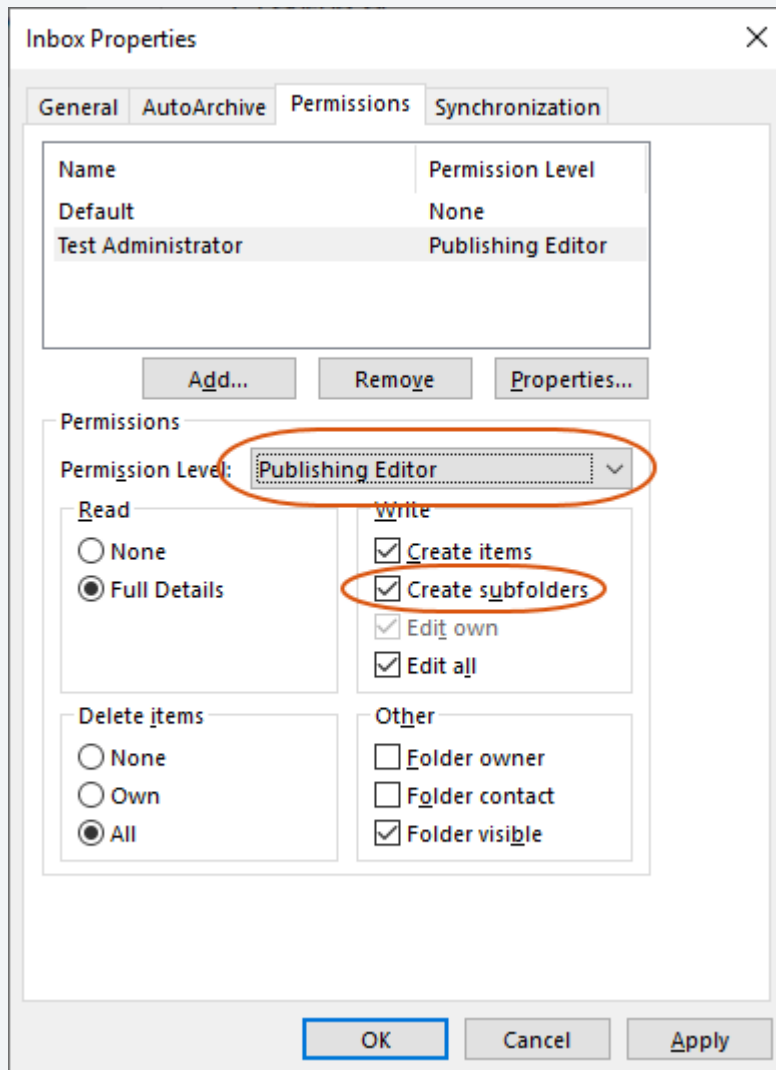 Inbox Properties
General AutoArchive Permissions Synchronization
Name Permission Level
Default None
Test Administrator Publishing Editor
Add... Remove Properties...
Permissions
Permission Level: Publishing Editor
Read Write
None Create items
Full Details Create subfolders
Edit own
Edit all
Delete items Other
None Folder owner
Own Folder contact
All Folder visible
OK Cancel Apply